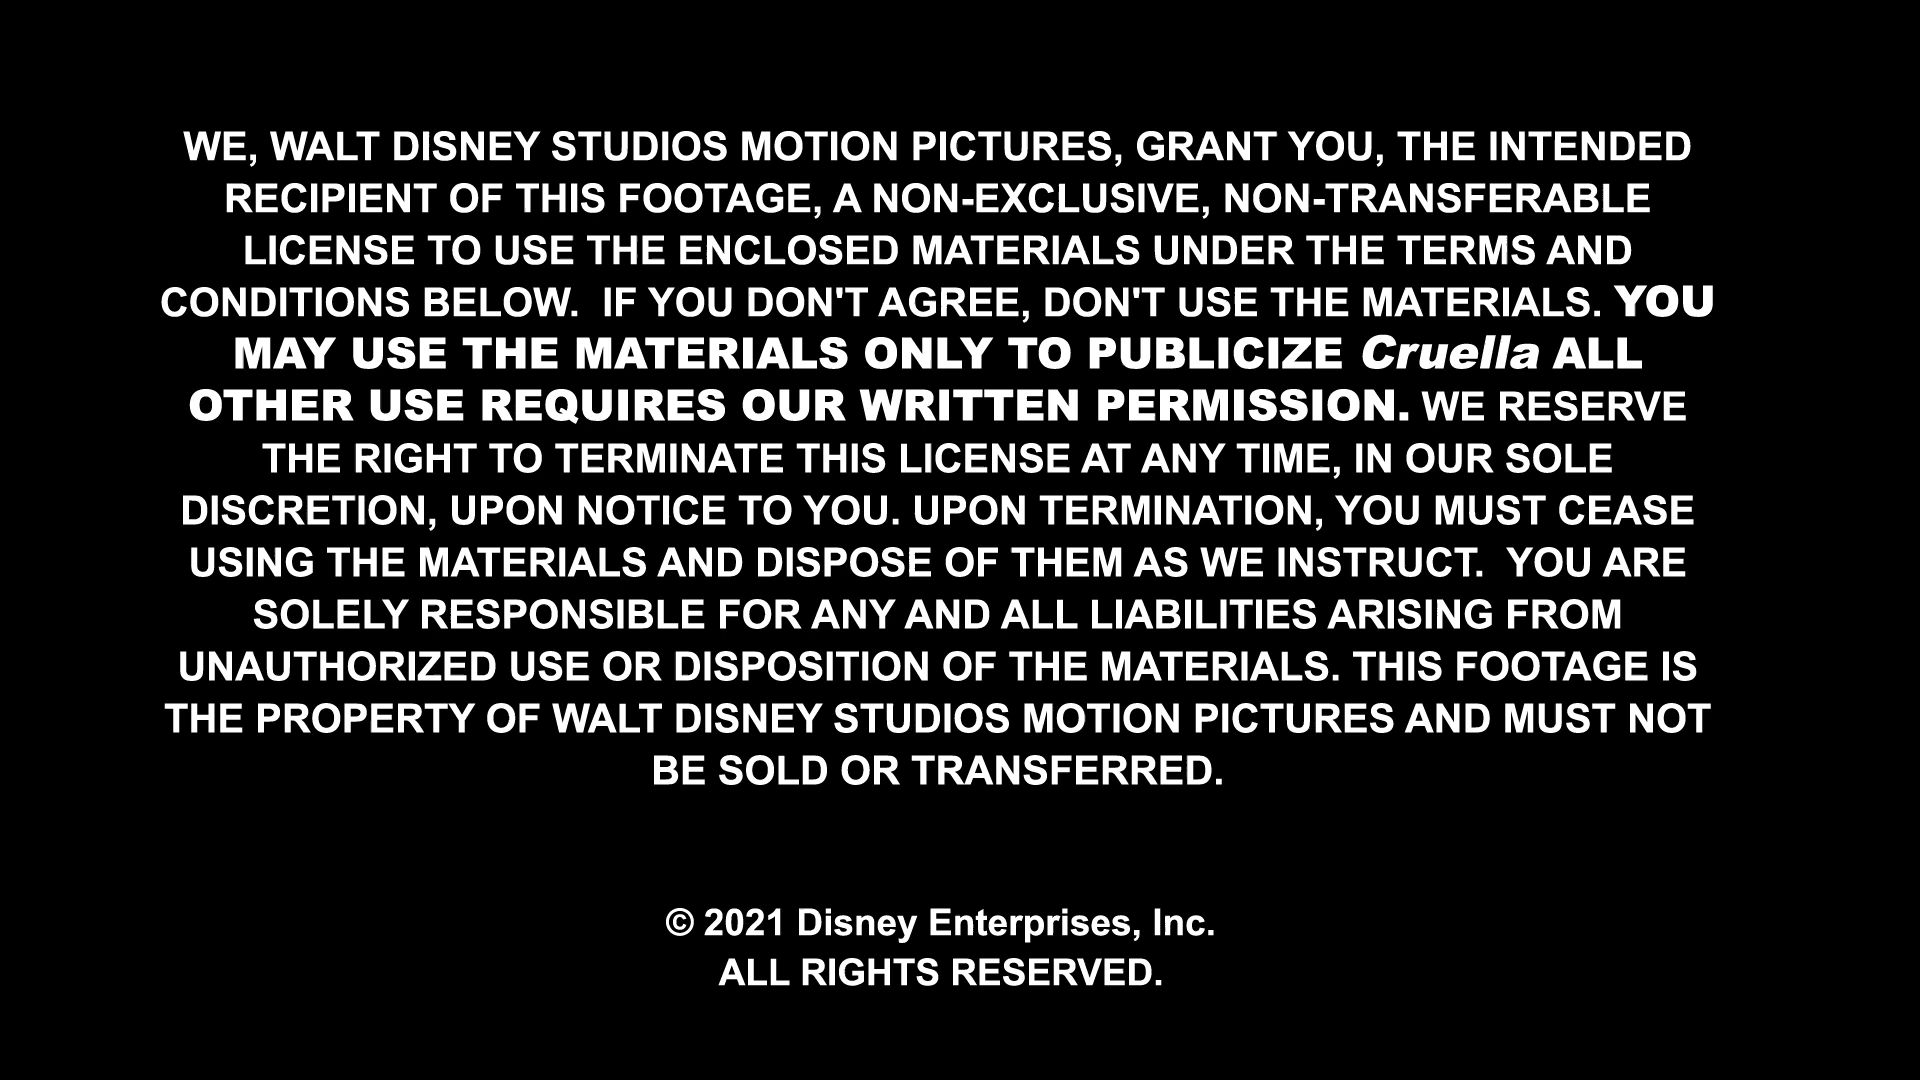 WE, WALT DISNEY STUDIOS MOTION PICTURES, GRANT YOU, THE INTENDED
RECIPIENT OF THIS FOOTAGE, A NON-EXCLUSIVE, NON-TRANSFERABLE
LICENSE TO USE THE ENCLOSED MATERIALS UNDER THE TERMS AND
CONDITIONS BELOW.  IF YOU DON'T AGREE, DON'T USE THE MATERIALS. YOU
MAY USE THE MATERIALS ONLY TO PUBLICIZE Cruella ALL
OTHER USE REQUIRES OUR WRITTEN PERMISSION. WE RESERVE
THE RIGHT TO TERMINATE THIS LICENSE AT ANY TIME, IN OUR SOLE
DISCRETION, UPON NOTICE TO YOU. UPON TERMINATION, YOU MUST CEASE
USING THE MATERIALS AND DISPOSE OF THEM AS WE INSTRUCT.  YOU ARE
SOLELY RESPONSIBLE FOR ANY AND ALL LIABILITIES ARISING FROM
UNAUTHORIZED USE OR DISPOSITION OF THE MATERIALS. THIS FOOTAGE IS
THE PROPERTY OF WALT DISNEY STUDIOS MOTION PICTURES AND MUST NOT
BE SOLD OR TRANSFERRED.
© 2021 Disney Enterprises, Inc.
ALL RIGHTS RESERVED.